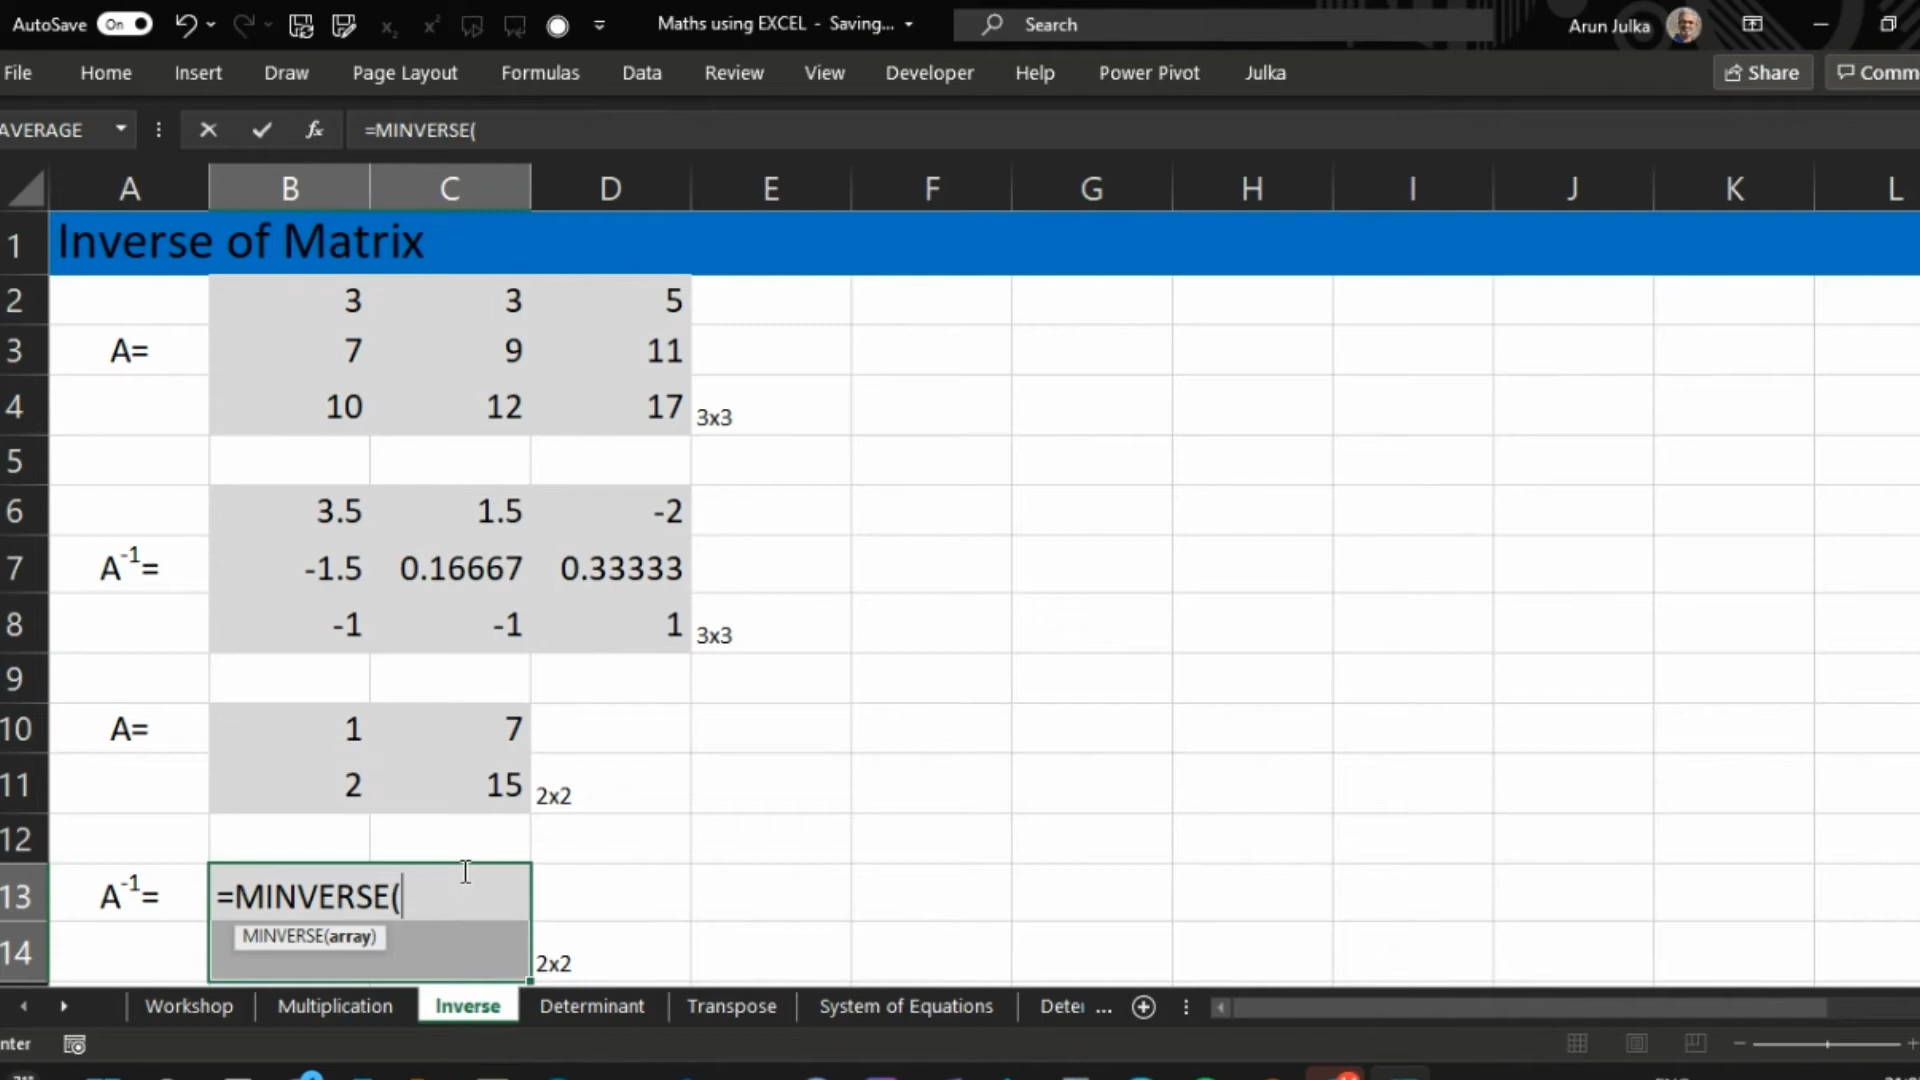 AutoSave On Maths using EXCEL - Saving... Search Arun Julka
File Home Insert Draw Page Layout Formulas Data Review View Developer Help Power Pivot Julka Share Comm
AVERAGE fx =MINVERSE(
A B C D E F G H I J K L
1 Inverse of Matrix
2 3 3 5
3 A= 7 9 11
4 10 12 17 3x3
5
6 3.5 1.5 -2
7 A-1= -1.5 0.16667 0.33333
8 -1 -1 1 3x3
9
10 A= 1 7
11 2 15 2x2
12
13 A-1= =MINVERSE(
MINVERSE(array)
14 2x2
Workshop Multiplication Inverse Determinant Transpose System of Equations Deter ...
nter